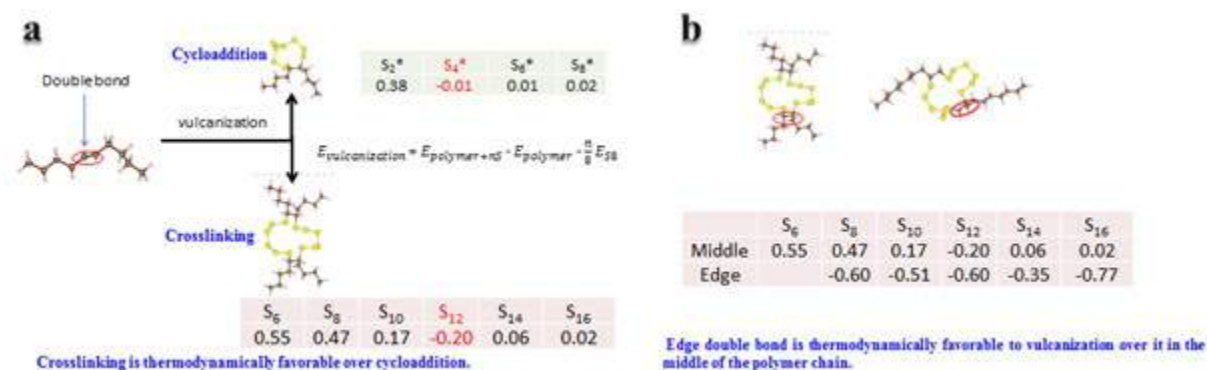 a
Cycloaddition
Double bond
S2* S4* S6* S8*
0.38 -0.01 0.01 0.02
vulcanization
Evulcanization = Epolymer+nS - Epolymer - n/8 ES8
Crosslinking
S6 S8 S10 S12 S14 S16
0.55 0.47 0.17 -0.20 0.06 0.02
Crosslinking is thermodynamically favorable over cycloaddition.
b
S6 S8 S10 S12 S14 S16
Middle 0.55 0.47 0.17 -0.20 0.06 0.02
Edge -0.60 -0.51 -0.60 -0.35 -0.77
Edge double bond is thermodynamically favorable to vulcanization over it in the
middle of the polymer chain.